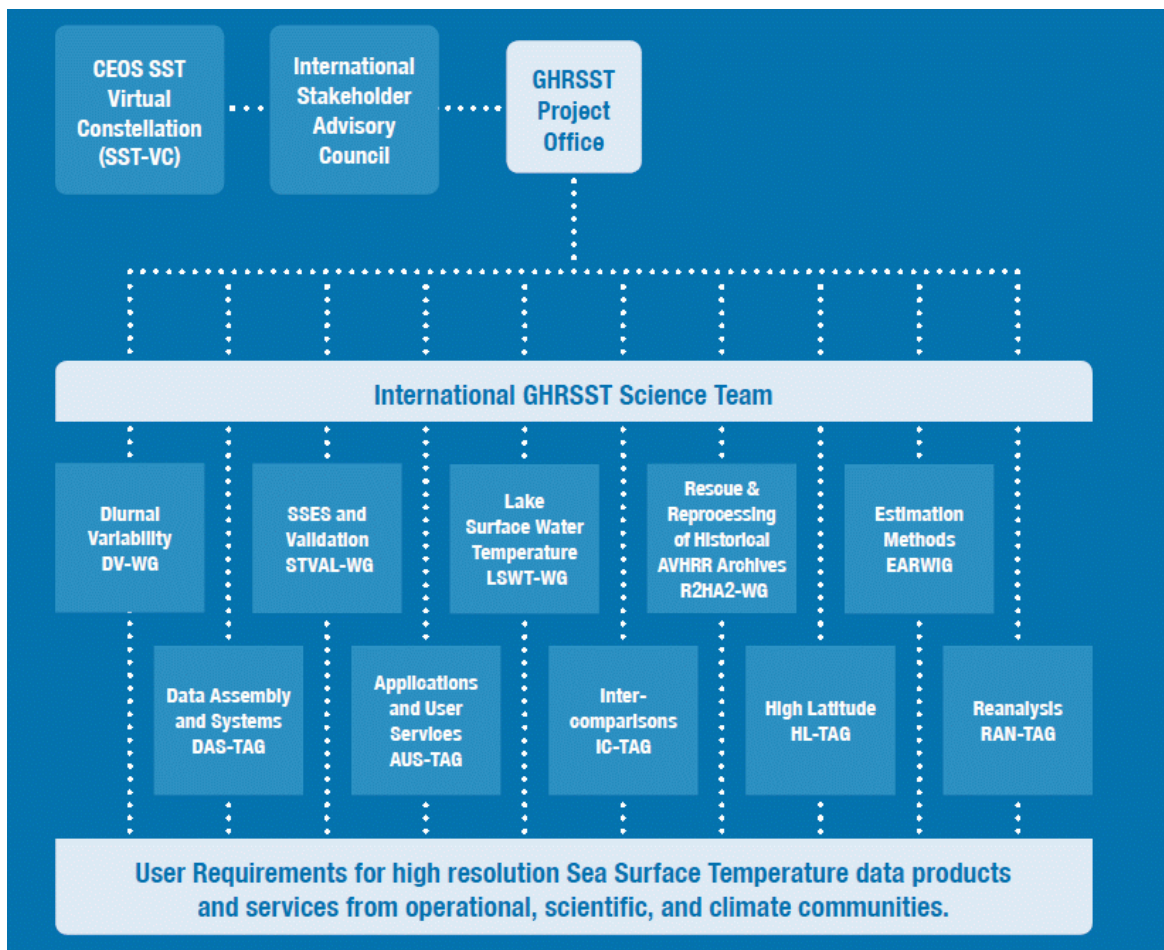 CEOS SST
Virtual
Constellation
(SST-VC)
International
Stakeholder
Advisory
Council
GHRSST
Project
Office
International GHRSST Science Team
Diurnal
Variability
DV-WG
SSES and
Validation
STVAL-WG
Lake
Surface Water
Temperature
LSWT-WG
Rescue &
Reprocessing
of Historical
AVHRR Archives
R2HA2-WG
Estimation
Methods
EARWIG
Data Assembly
and Systems
DAS-TAG
Applications
and User
Services
AUS-TAG
Inter-
comparisons
IC-TAG
High Latitude
HL-TAG
Reanalysis
RAN-TAG
User Requirements for high resolution Sea Surface Temperature data products
and services from operational, scientific, and climate communities.